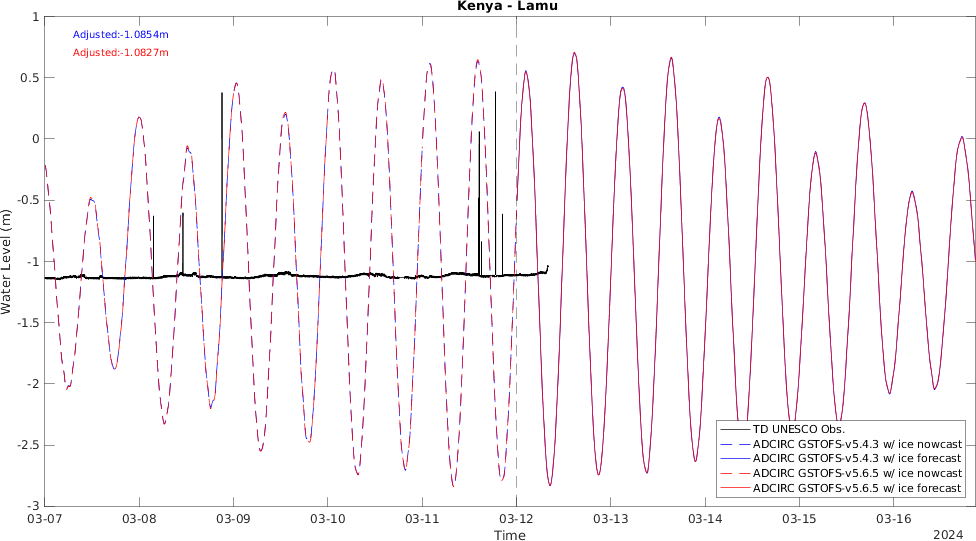 Kenya - Lamu
Adjusted:-1.0854m
Adjusted:-1.0827m
1
0.5
0
-0.5
-1
-1.5
-2
-2.5
-3
Water Level (m)
03-07 03-08 03-09 03-10 03-11 03-12 03-13 03-14 03-15 03-16
Time
2024
TD UNESCO Obs.
ADCIRC GSTOFS-v5.4.3 w/ ice nowcast
ADCIRC GSTOFS-v5.4.3 w/ ice forecast
ADCIRC GSTOFS-v5.6.5 w/ ice nowcast
ADCIRC GSTOFS-v5.6.5 w/ ice forecast